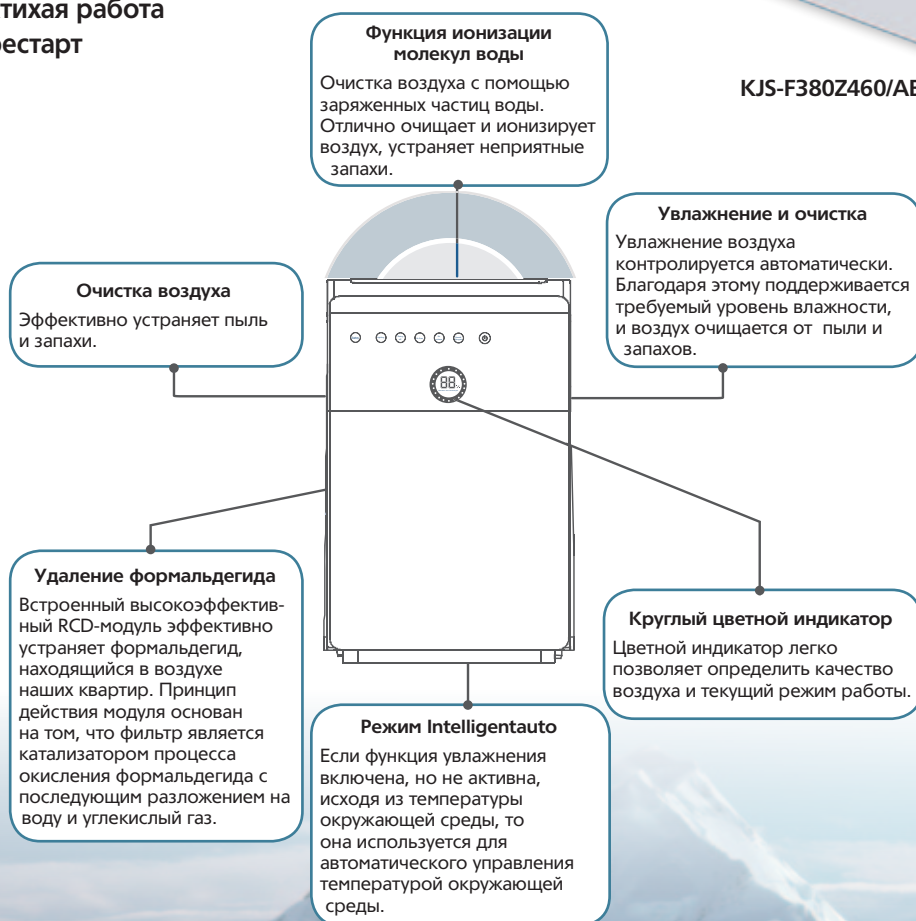 тихая работа
рестарт
KJS-F380Z460/AE
Функция ионизации
молекул воды
Очистка воздуха с помощью
заряженных частиц воды.
Отлично очищает и ионизирует
воздух, устраняет неприятные
запахи.
Очистка воздуха
Эффективно устраняет пыль
и запахи.
Увлажнение и очистка
Увлажнение воздуха
контролируется автоматически.
Благодаря этому поддерживается
требуемый уровень влажности,
и воздух очищается от пыли и
запахов.
88
Удаление формальдегида
Встроенный высокоэффектив-
ный RCD-модуль эффективно
устраняет формальдегид,
находящийся в воздухе
наших квартир. Принцип
действия модуля основан
на том, что фильтр является
катализатором процесса
окисления формальдегида с
последующим разложением на
воду и углекислый газ.
Круглый цветной индикатор
Цветной индикатор легко
позволяет определить качество
воздуха и текущий режим работы.
Режим Intelligentauto
Если функция увлажнения
включена, но не активна,
исходя из температуры
окружающей среды, то
она используется для
автоматического управления
температурой окружающей
среды.